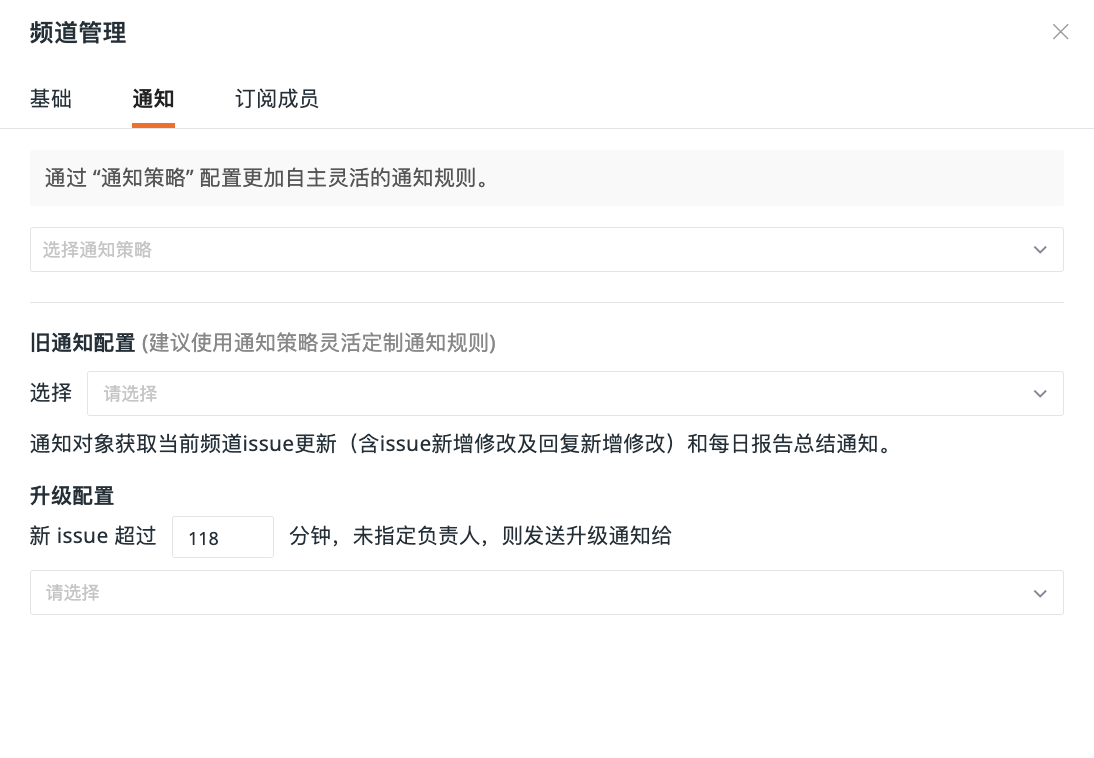 频道管理
基础 通知 订阅成员
通过 “通知策略” 配置更加自主灵活的通知规则。
选择通知策略
旧通知配置 (建议使用通知策略灵活定制通知规则)
选择 请选择
通知对象获取当前频道issue更新（含issue新增修改及回复新增修改）和每日报告总结通知。
升级配置
新 issue 超过 118 分钟，未指定负责人，则发送升级通知给
请选择